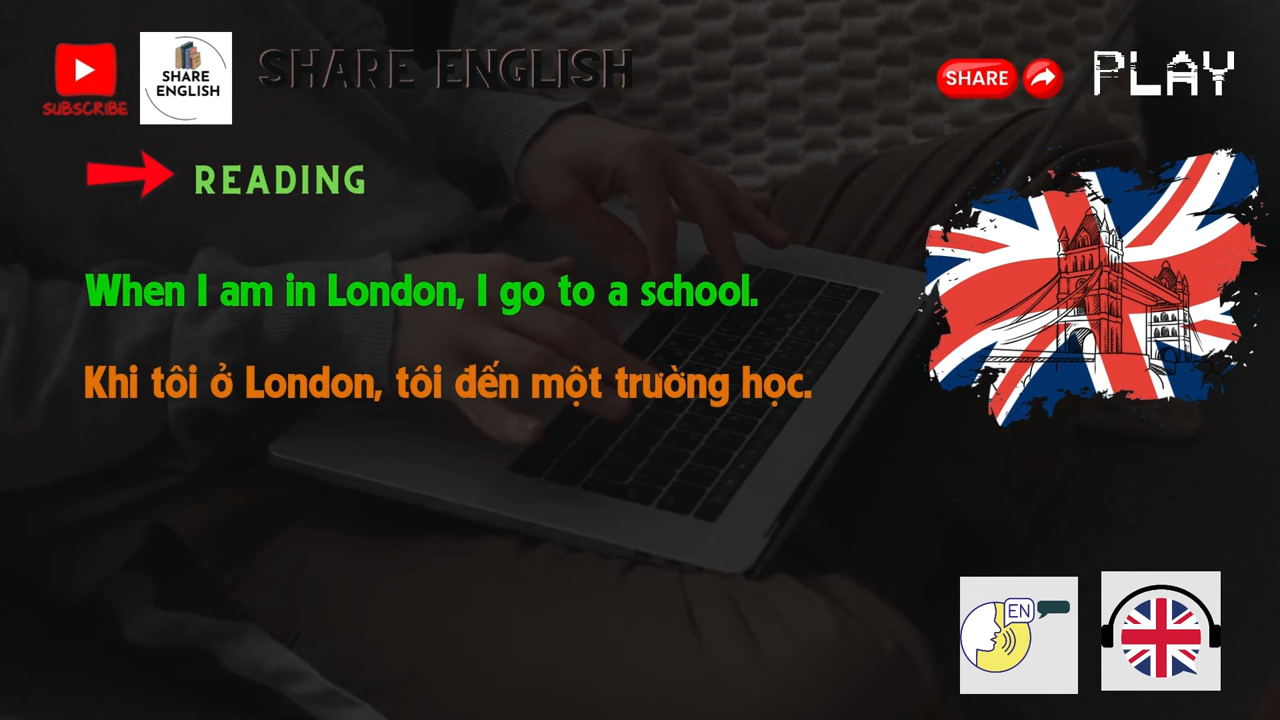 SUBSCRIBE
SHARE
ENGLISH
SHARE ENGLISH
SHARE
PLAY
READING
When I am in London, I go to a school.
Khi tôi ở London, tôi đến một trường học.
EN